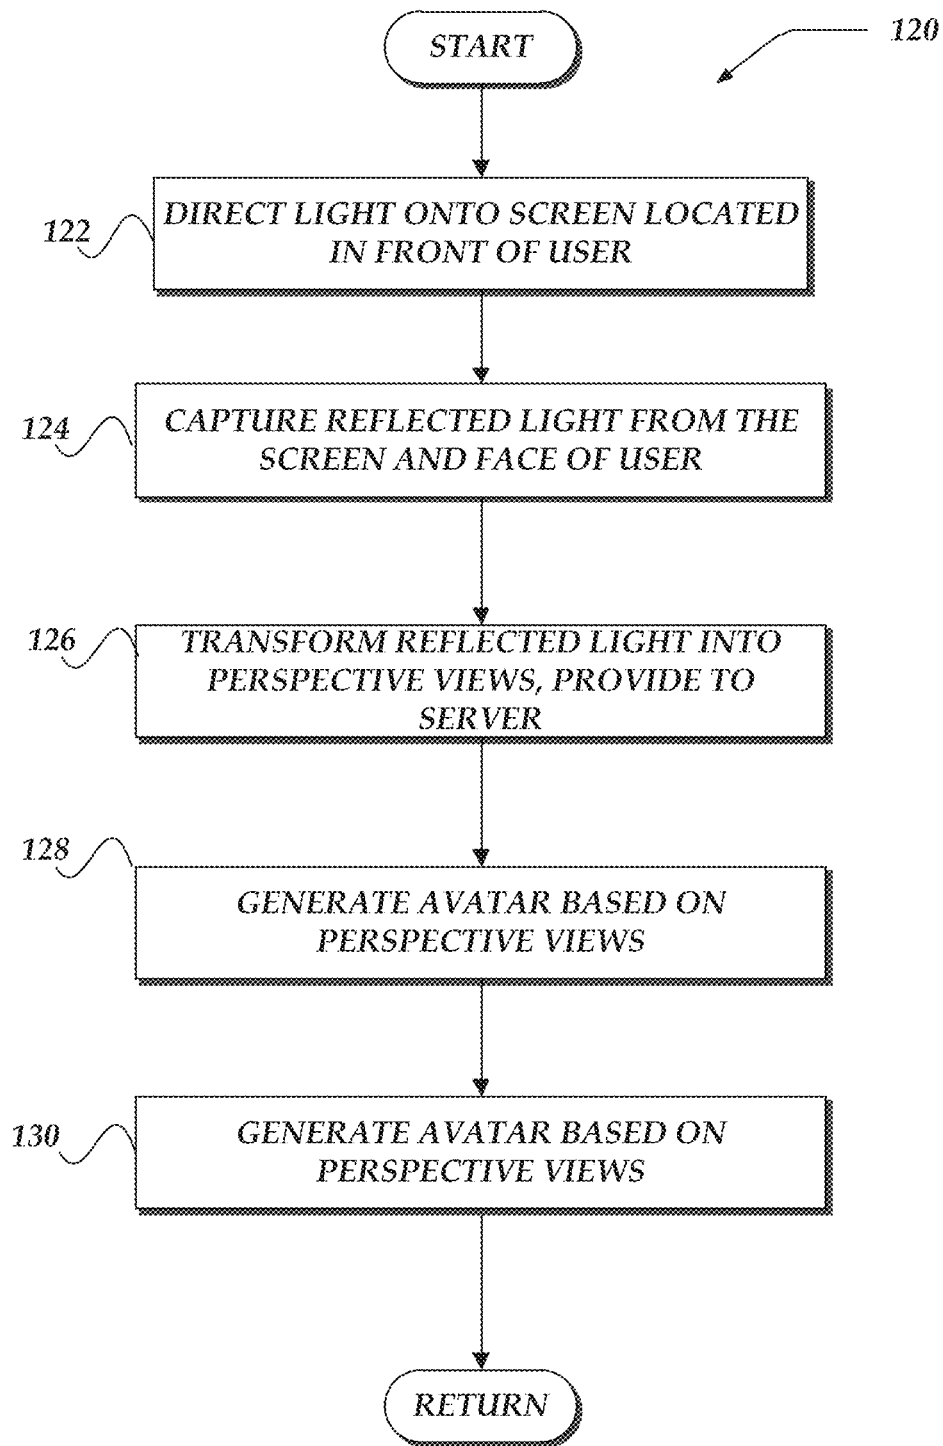 START
120
122
DIRECT LIGHT ONTO SCREEN LOCATED
IN FRONT OF USER
124
CAPTURE REFLECTED LIGHT FROM THE
SCREEN AND FACE OF USER
126
TRANSFORM REFLECTED LIGHT INTO
PERSPECTIVE VIEWS, PROVIDE TO
SERVER
128
GENERATE AVATAR BASED ON
PERSPECTIVE VIEWS
130
GENERATE AVATAR BASED ON
PERSPECTIVE VIEWS
RETURN